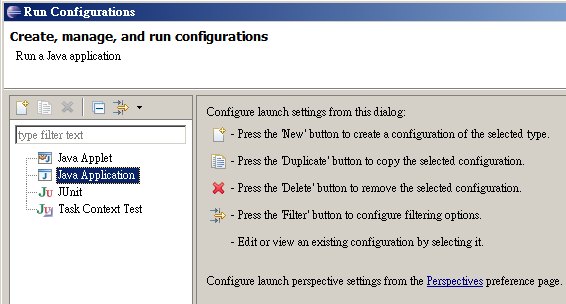 Run Configurations
Create, manage, and run configurations
Run a Java application
type filter text
Java Applet
Java Application
JUnit
Task Context Test
Configure launch settings from this dialog:
- Press the 'New' button to create a configuration of the selected type.
- Press the 'Duplicate' button to copy the selected configuration.
- Press the 'Delete' button to remove the selected configuration.
- Press the 'Filter' button to configure filtering options.
- Edit or view an existing configuration by selecting it.
Configure launch perspective settings from the Perspectives preference page.